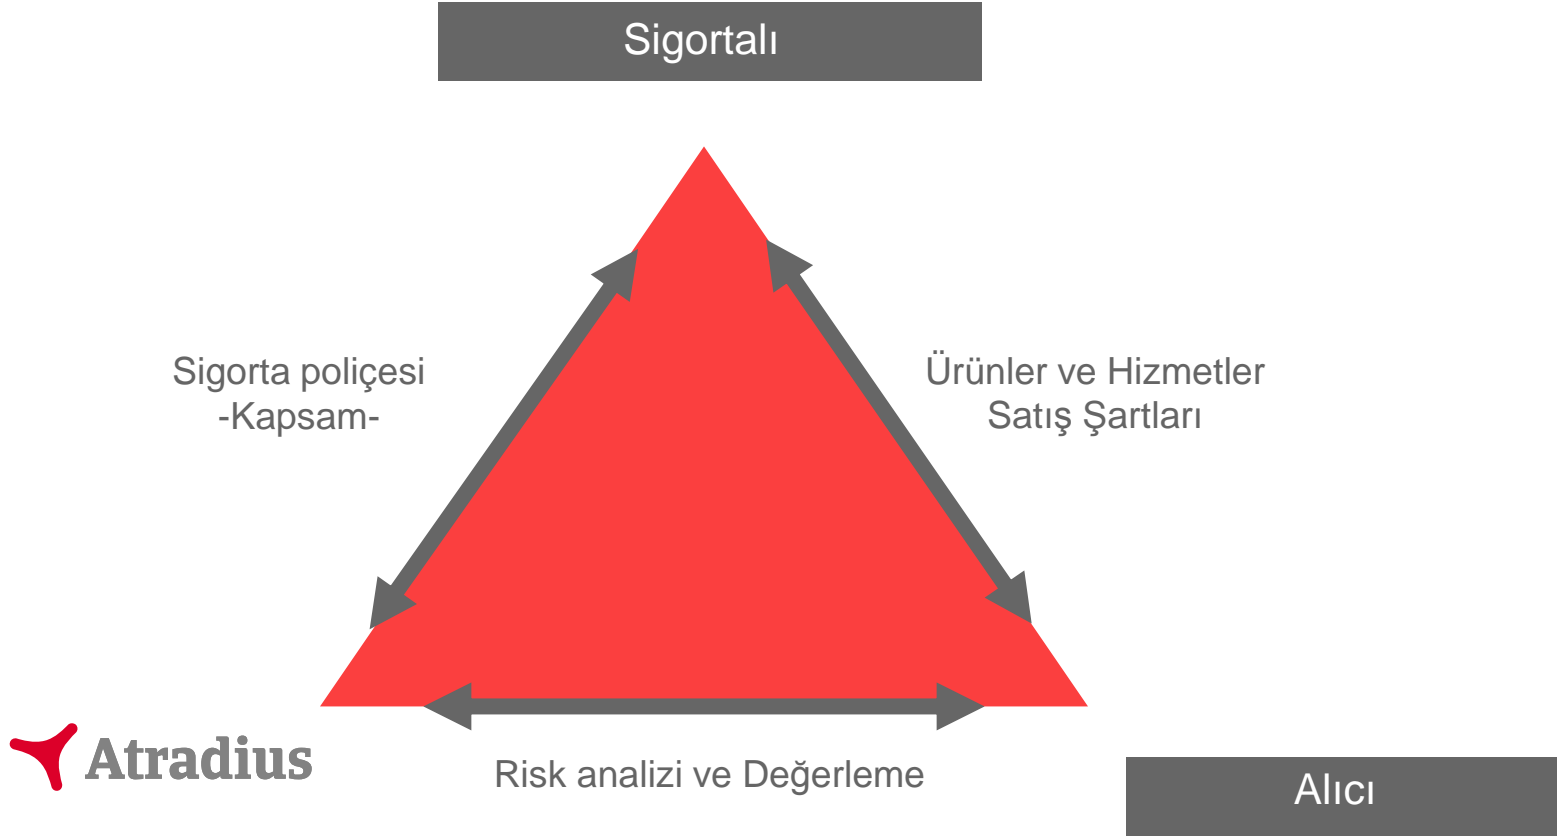 Sigortalı
Sigorta poliçesi
-Kapsam-
Ürünler ve Hizmetler
Satış Şartları
Atradius
Risk analizi ve Değerleme
Alıcı